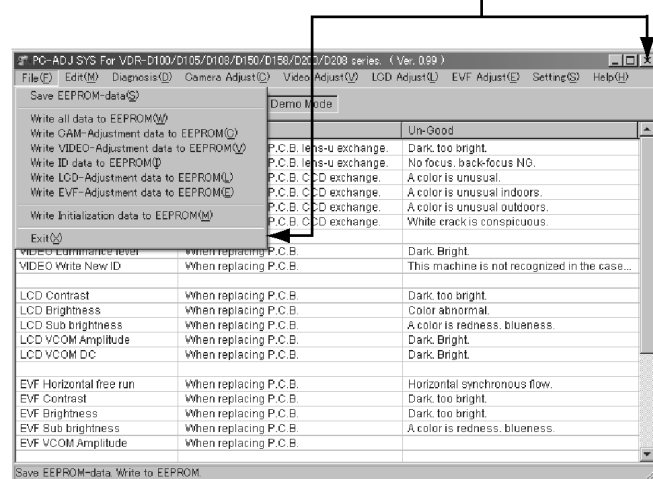 PC-ADJ SYS For VDR-D100/D105/D108/D150/D158/D200/D208 series. ( Ver. 0.99 )
File(F) Edit(M) Diagnosis(D) Camera Adjust(C) Video Adjust(V) LCD Adjust(L) EVF Adjust(E) Setting(S) Help(H)
Save EEPROM-data(S)
Demo Mode
Write all data to EEPROM(W)
Un-Good
Write CAM-Adjustment data to EEPROM(C)
P.C.B. lens-u exchange. Dark. too bright.
Write VIDEO-Adjustment data to EEPROM(V)
P.C.B. lens-u exchange. No focus. back-focus NG.
Write ID data to EEPROM(I)
P.C.B. CCD exchange. A color is unusual.
Write LCD-Adjustment data to EEPROM(L)
P.C.B. CCD exchange. A color is unusual indoors.
Write EVF-Adjustment data to EEPROM(E)
P.C.B. CCD exchange. A color is unusual outdoors.
Write Initialization data to EEPROM(M)
P.C.B. CCD exchange. White crack is conspicuous.
Exit(X)
VIDEO Luminance level When replacing P.C.B. Dark. Bright.
VIDEO Write New ID When replacing P.C.B. This machine is not recognized in the case...
LCD Contrast When replacing P.C.B. Dark. too bright.
LCD Brightness When replacing P.C.B. Color abnormal.
LCD Sub brightness When replacing P.C.B. A color is redness. blueness.
LCD VCOM Amplitude When replacing P.C.B. Dark. Bright.
LCD VCOM DC When replacing P.C.B. Dark. Bright.
EVF Horizontal free run When replacing P.C.B. Horizontal synchronous flow.
EVF Contrast When replacing P.C.B. Dark. too bright.
EVF Brightness When replacing P.C.B. Dark. too bright.
EVF Sub brightness When replacing P.C.B. A color is redness. blueness.
EVF VCOM Amplitude When replacing P.C.B.
Save EEPROM-data. Write to EEPROM.